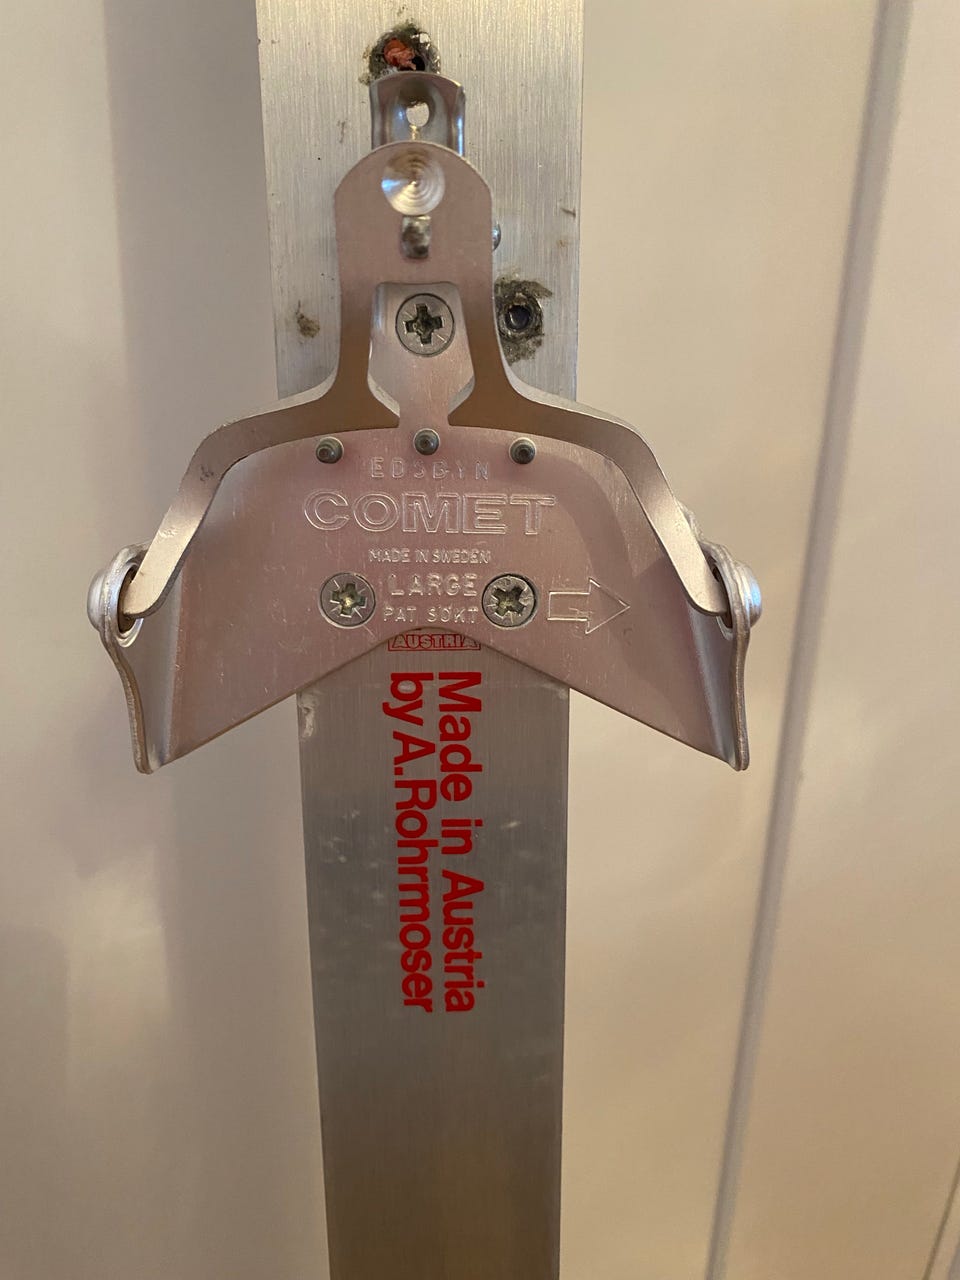 EDSBYN
COMET
MADE IN SWEDEN
LARGE
PAT SÖKT
AUSTRIA
Made in Austria
by A.Rohrmoser